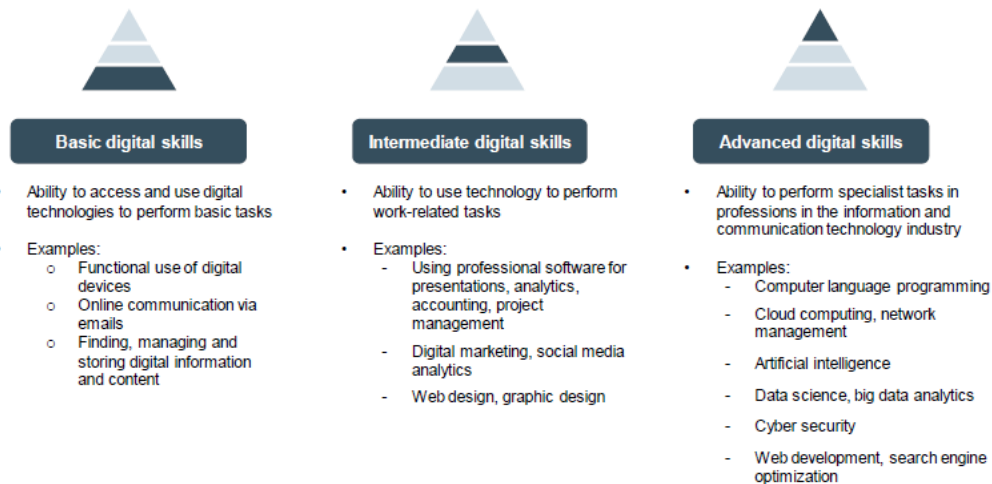 Basic digital skills
• Ability to access and use digital
technologies to perform basic tasks
• Examples:
o Functional use of digital
devices
o Online communication via
emails
o Finding, managing and
storing digital information
and content
Intermediate digital skills
• Ability to use technology to perform
work-related tasks
• Examples:
- Using professional software for
presentations, analytics,
accounting, project
management
- Digital marketing, social media
analytics
- Web design, graphic design
Advanced digital skills
• Ability to perform specialist tasks in
professions in the information and
communication technology industry
• Examples:
- Computer language programming
- Cloud computing, network
management
- Artificial intelligence
- Data science, big data analytics
- Cyber security
- Web development, search engine
optimization